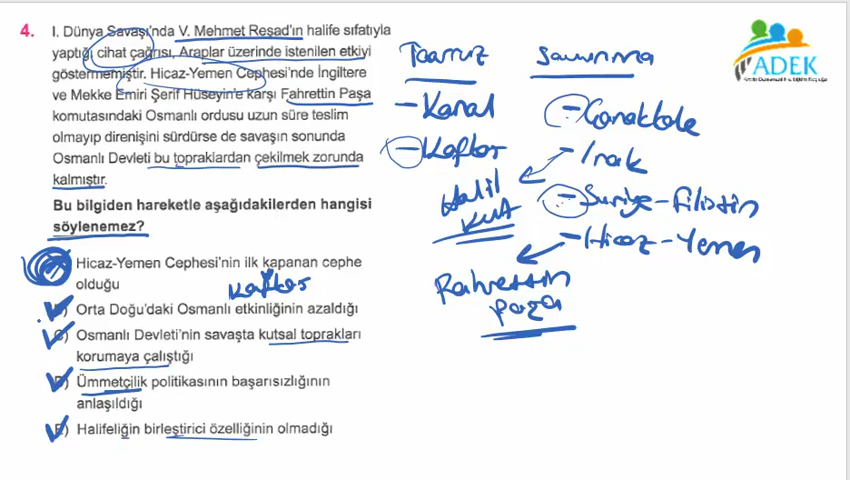 4. I. Dünya Savaşı'nda V. Mehmet Reşad'ın halife sıfatıyla
yaptığı cihat çağrısı, Araplar üzerinde istenilen etkiyi
göstermemiştir. Hicaz-Yemen Cephesi'nde İngiltere
ve Mekke Emiri Şerif Hüseyin'e karşı Fahrettin Paşa
komutasındaki Osmanlı ordusu uzun süre teslim
olmayıp direnişini sürdürse de savaşın sonunda
Osmanlı Devleti bu topraklardan çekilmek zorunda
kalmıştır.
Bu bilgiden hareketle aşağıdakilerden hangisi
söylenemez?
Hicaz-Yemen Cephesi'nin ilk kapanan cephe
olduğu
Kafkas
Orta Doğu'daki Osmanlı etkinliğinin azaldığı
C) Osmanlı Devleti'nin savaşta kutsal toprakları
korumaya çalıştığı
D) Ümmetçilik politikasının başarısızlığının
anlaşıldığı
E) Halifeliğin birleştirici özelliğinin olmadığı
Taarruz
- Kanal
- Kafkas
Savunma
- Çanakkale
- Irak
- Suriye-Filistin
- Hicaz-Yemen
Halil
Kut
Fahrettin
paşa
ADEK